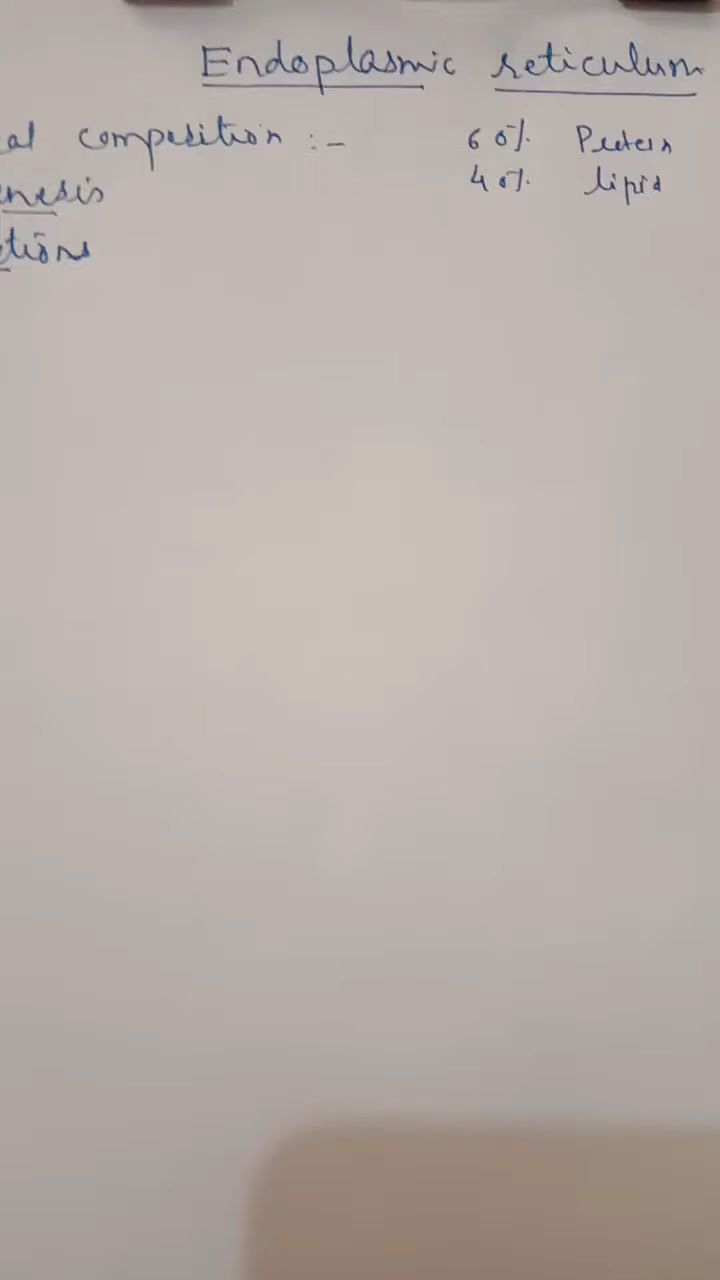 Endoplasmic reticulum
al composition :- 60% Protein
40% lipid
nesis
tions